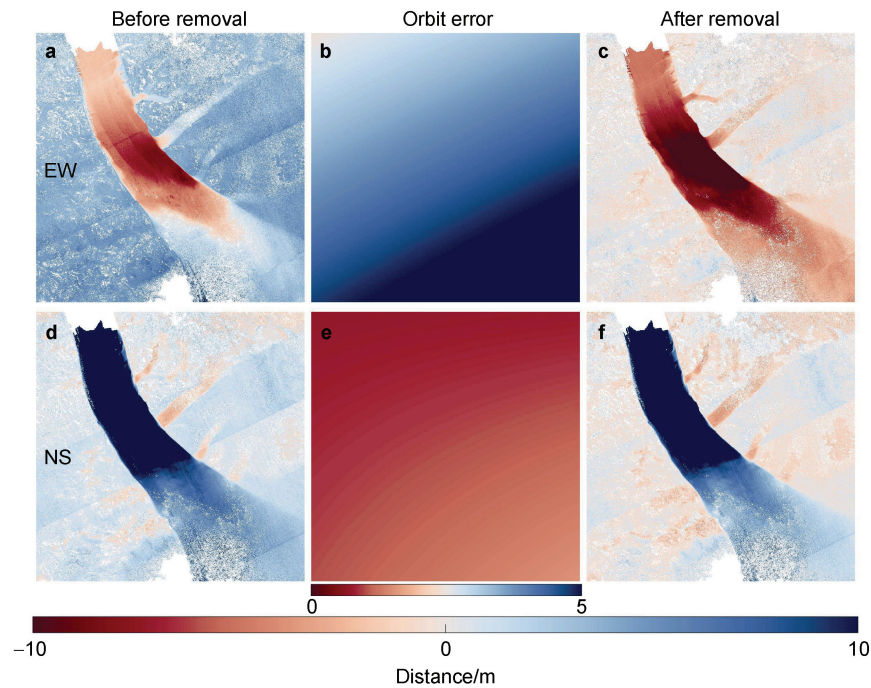 Before removal Orbit error After removal
a b c
EW
d e f
NS
0 5
−10 0 10
Distance/m